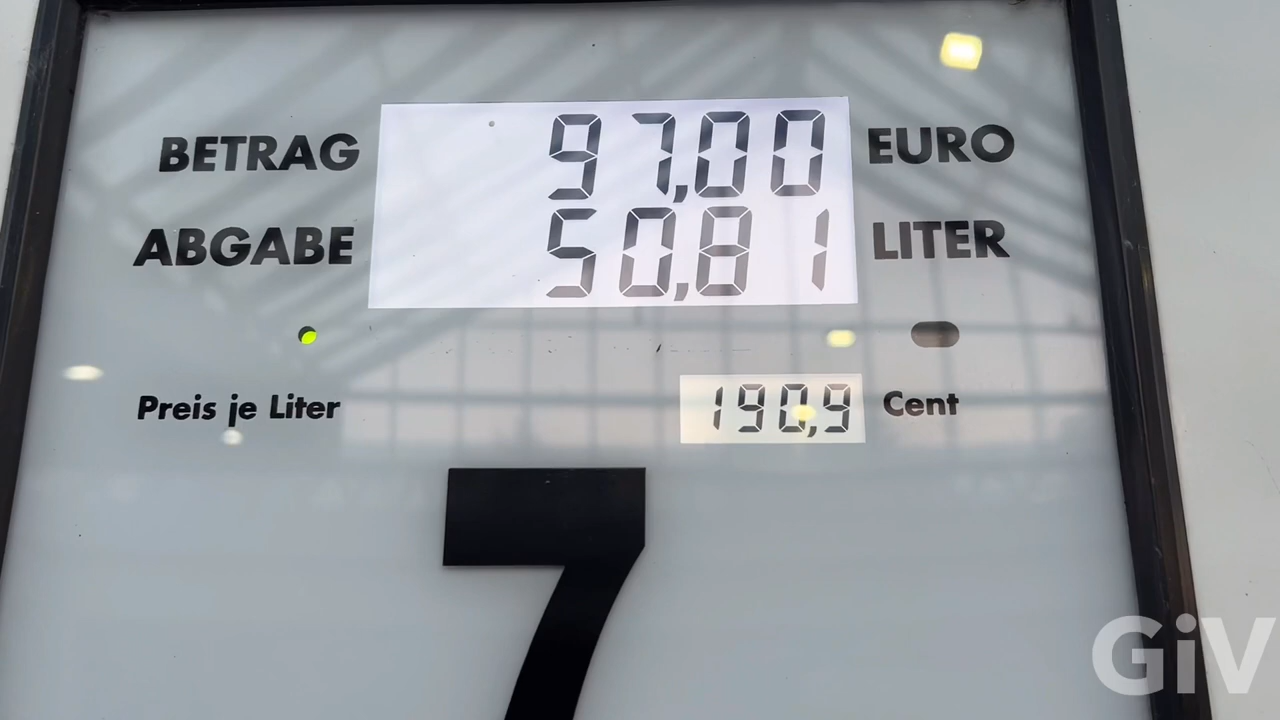 BETRAG 97,00 EURO
ABGABE 50,81 LITER
Preis je Liter 190,9 Cent
7
GiV